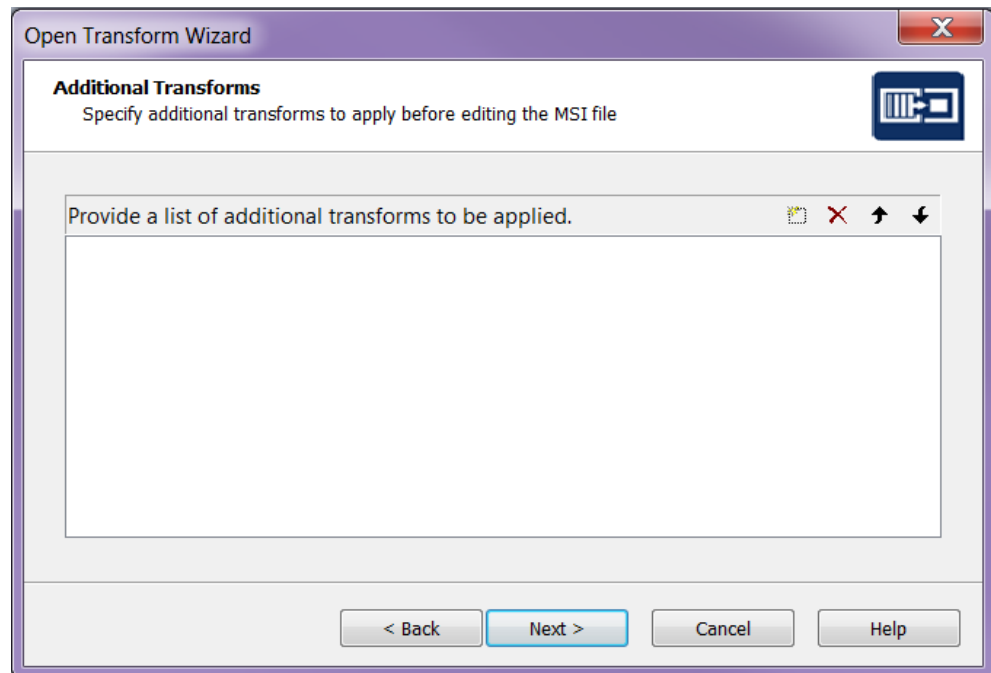 Open Transform Wizard
Additional Transforms
Specify additional transforms to apply before editing the MSI file
Provide a list of additional transforms to be applied.
< Back
Next >
Cancel
Help